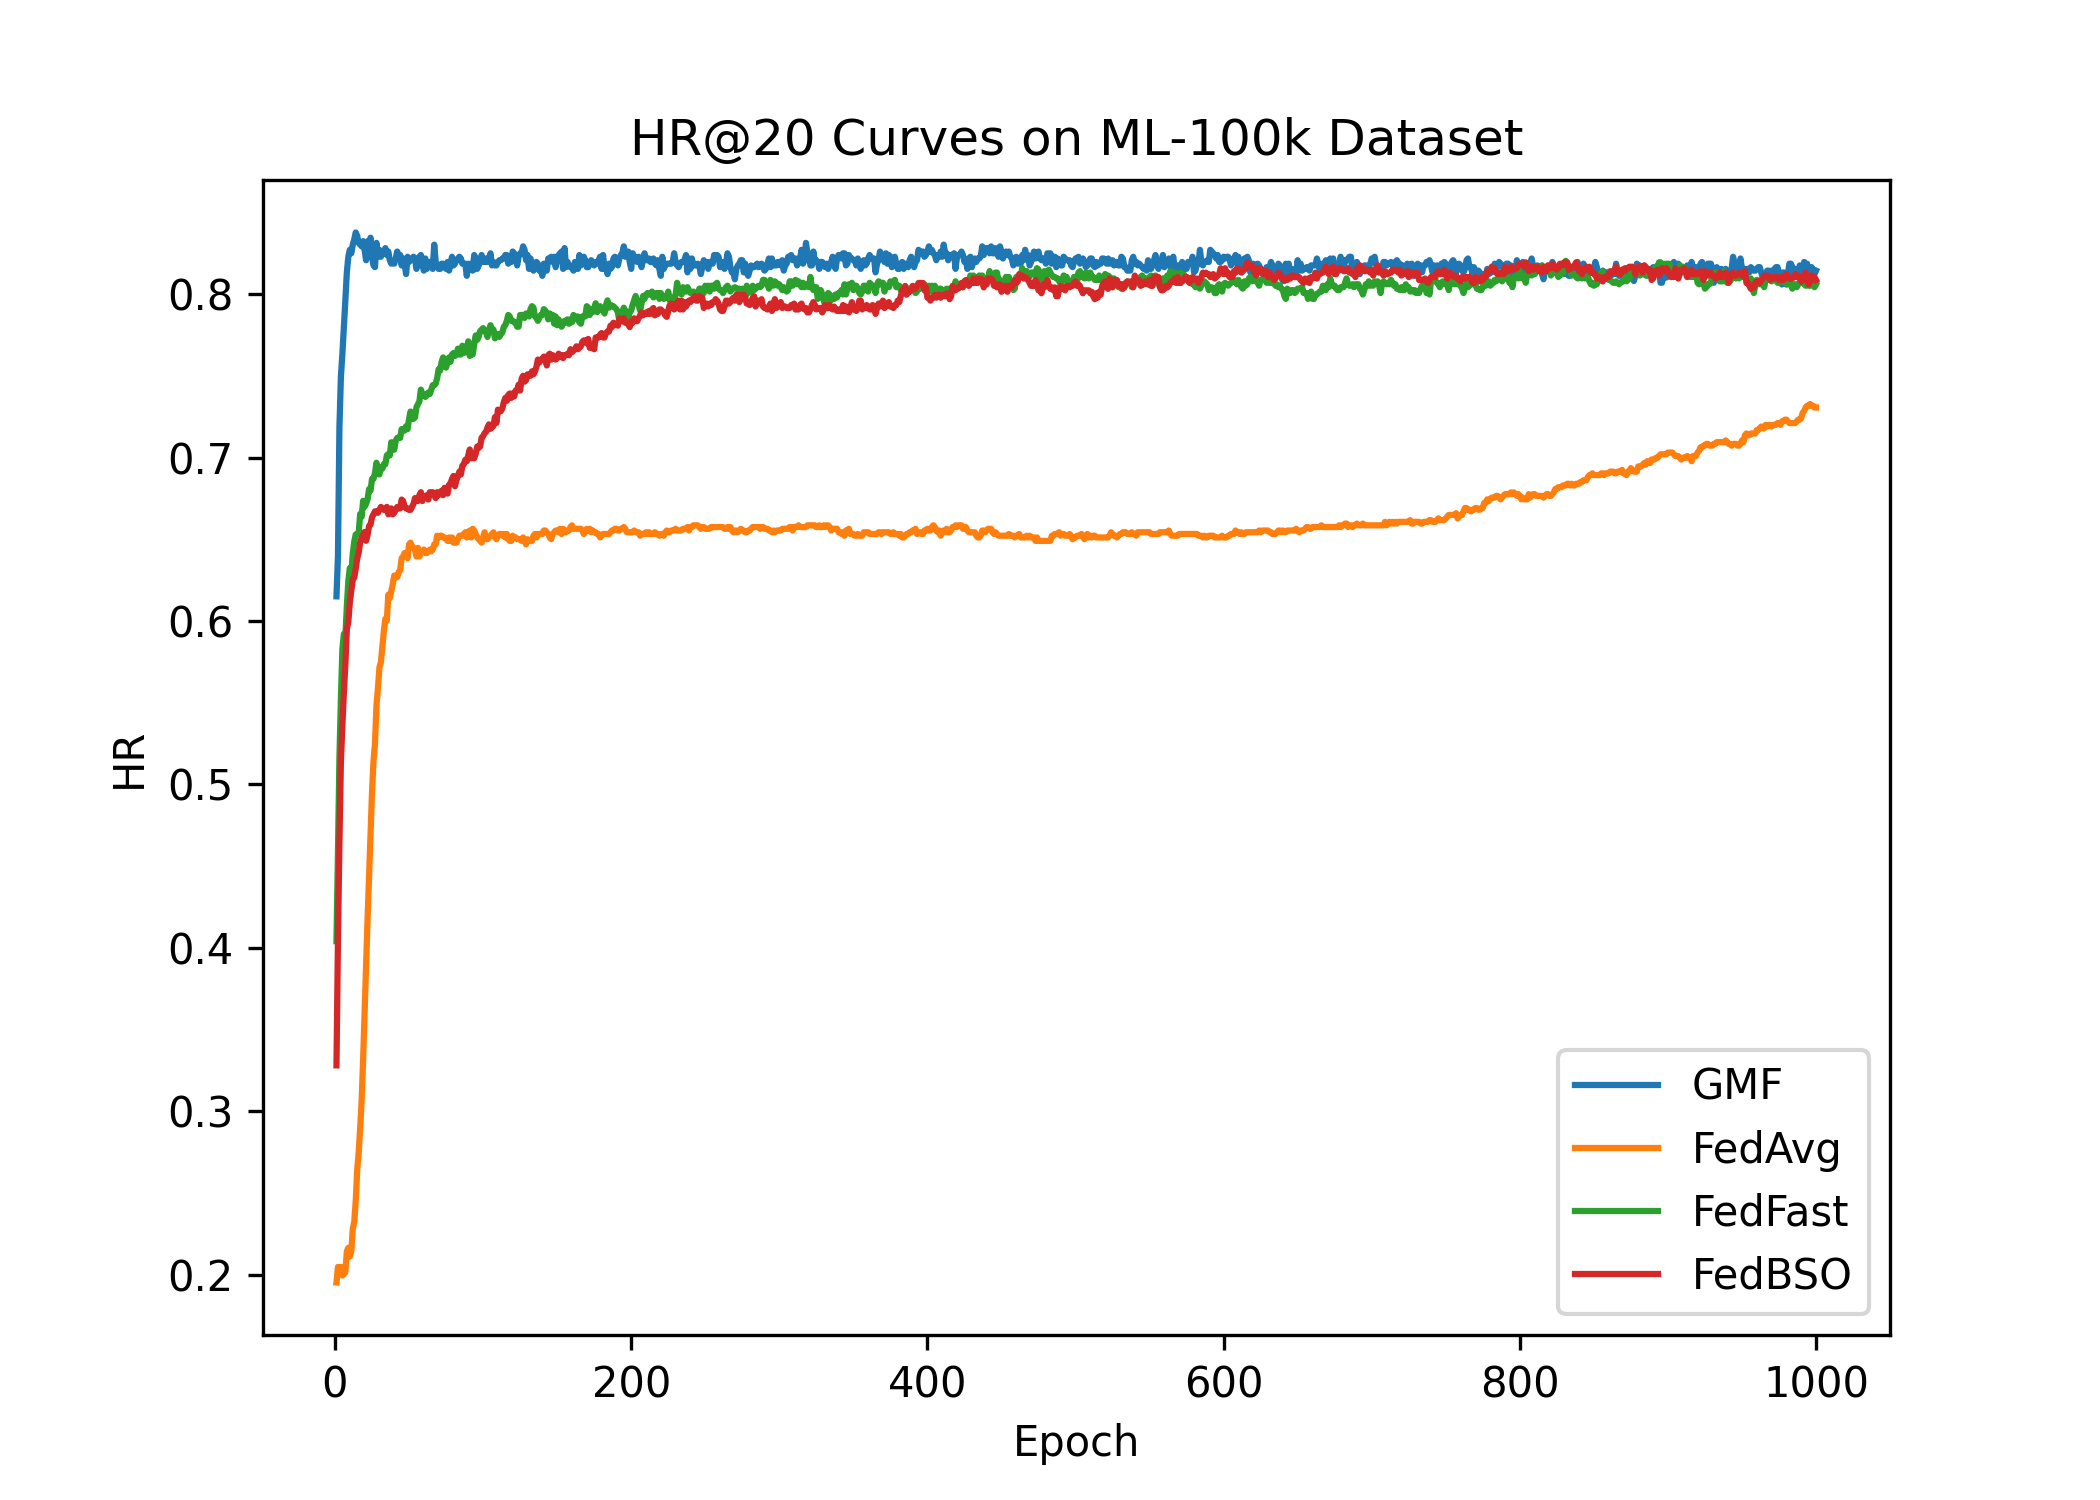 HR@20 Curves on ML-100k Dataset
HR
0.8
0.7
0.6
0.5
0.4
0.3
0.2
0 200 400 600 800 1000
Epoch
GMF
FedAvg
FedFast
FedBSO